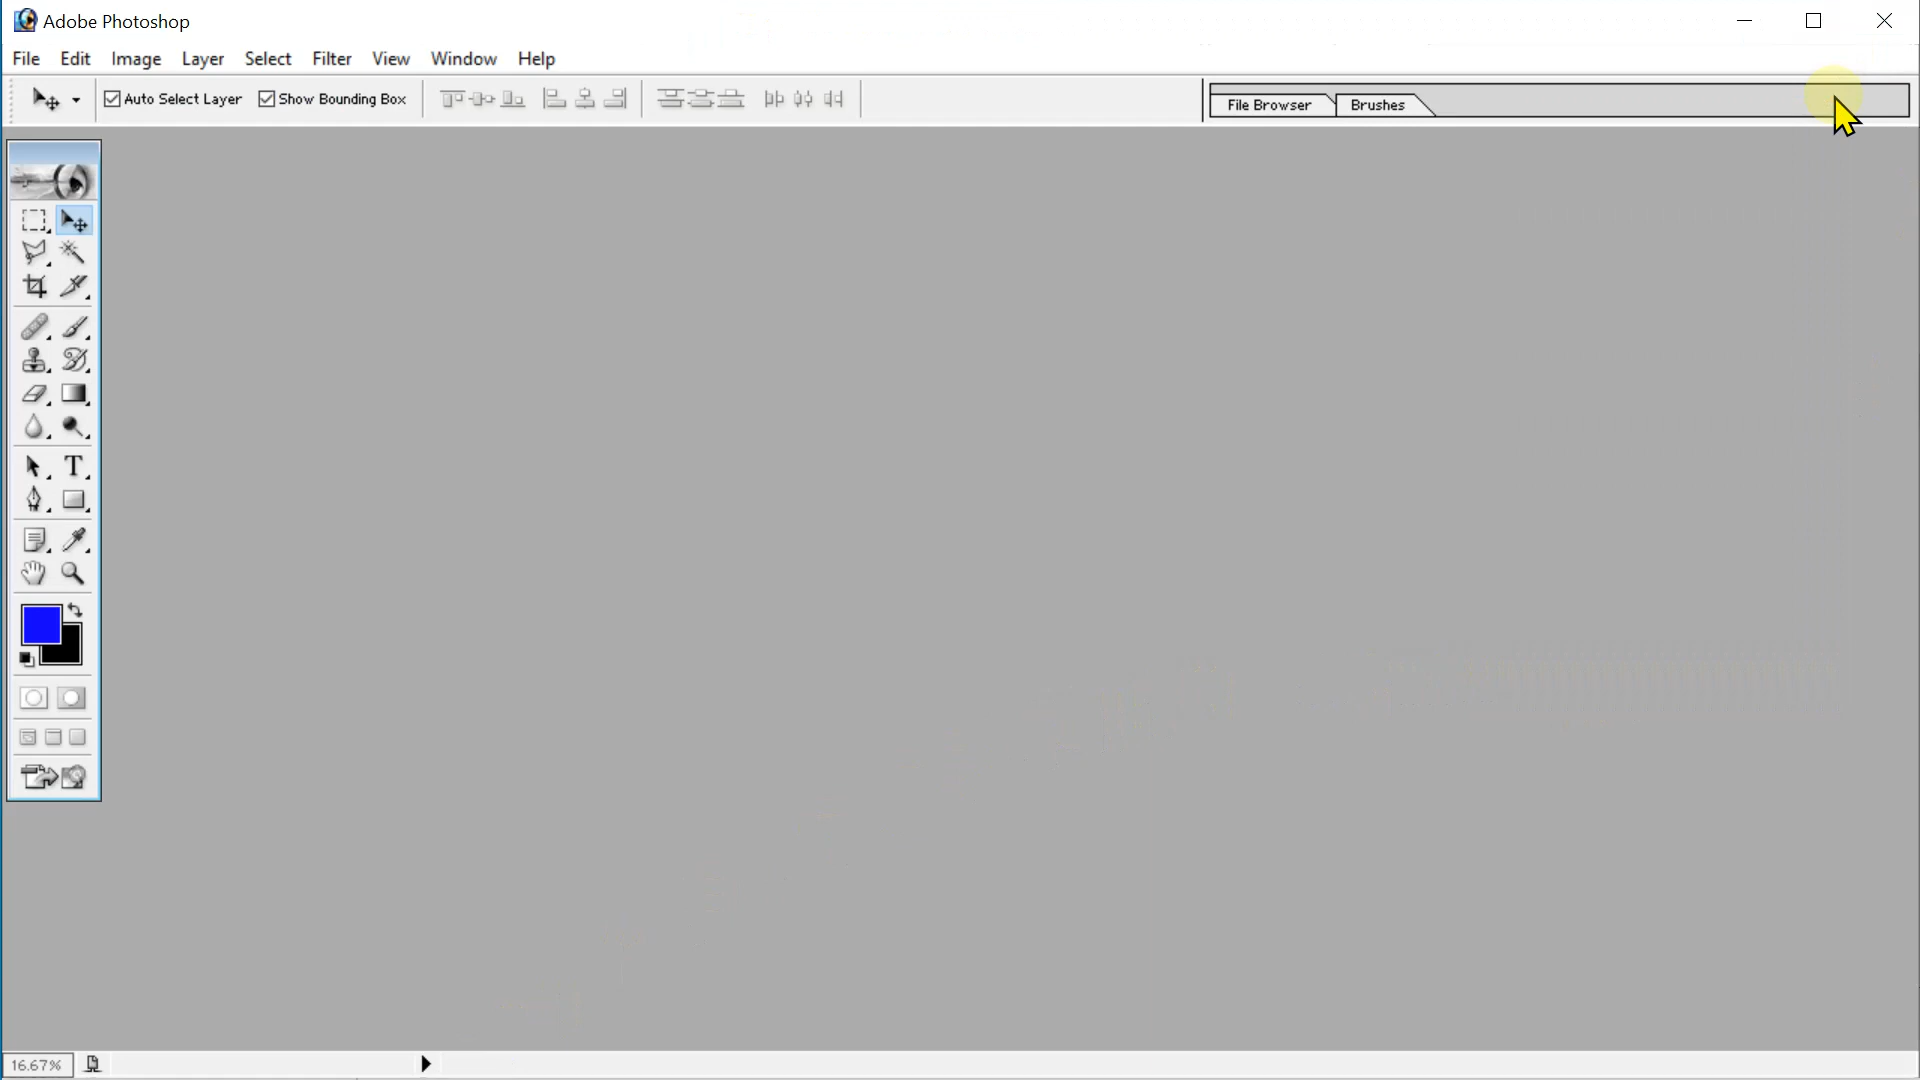 Adobe Photoshop
File Edit Image Layer Select Filter View Window Help
Auto Select Layer Show Bounding Box File Browser Brushes
T
16.67%